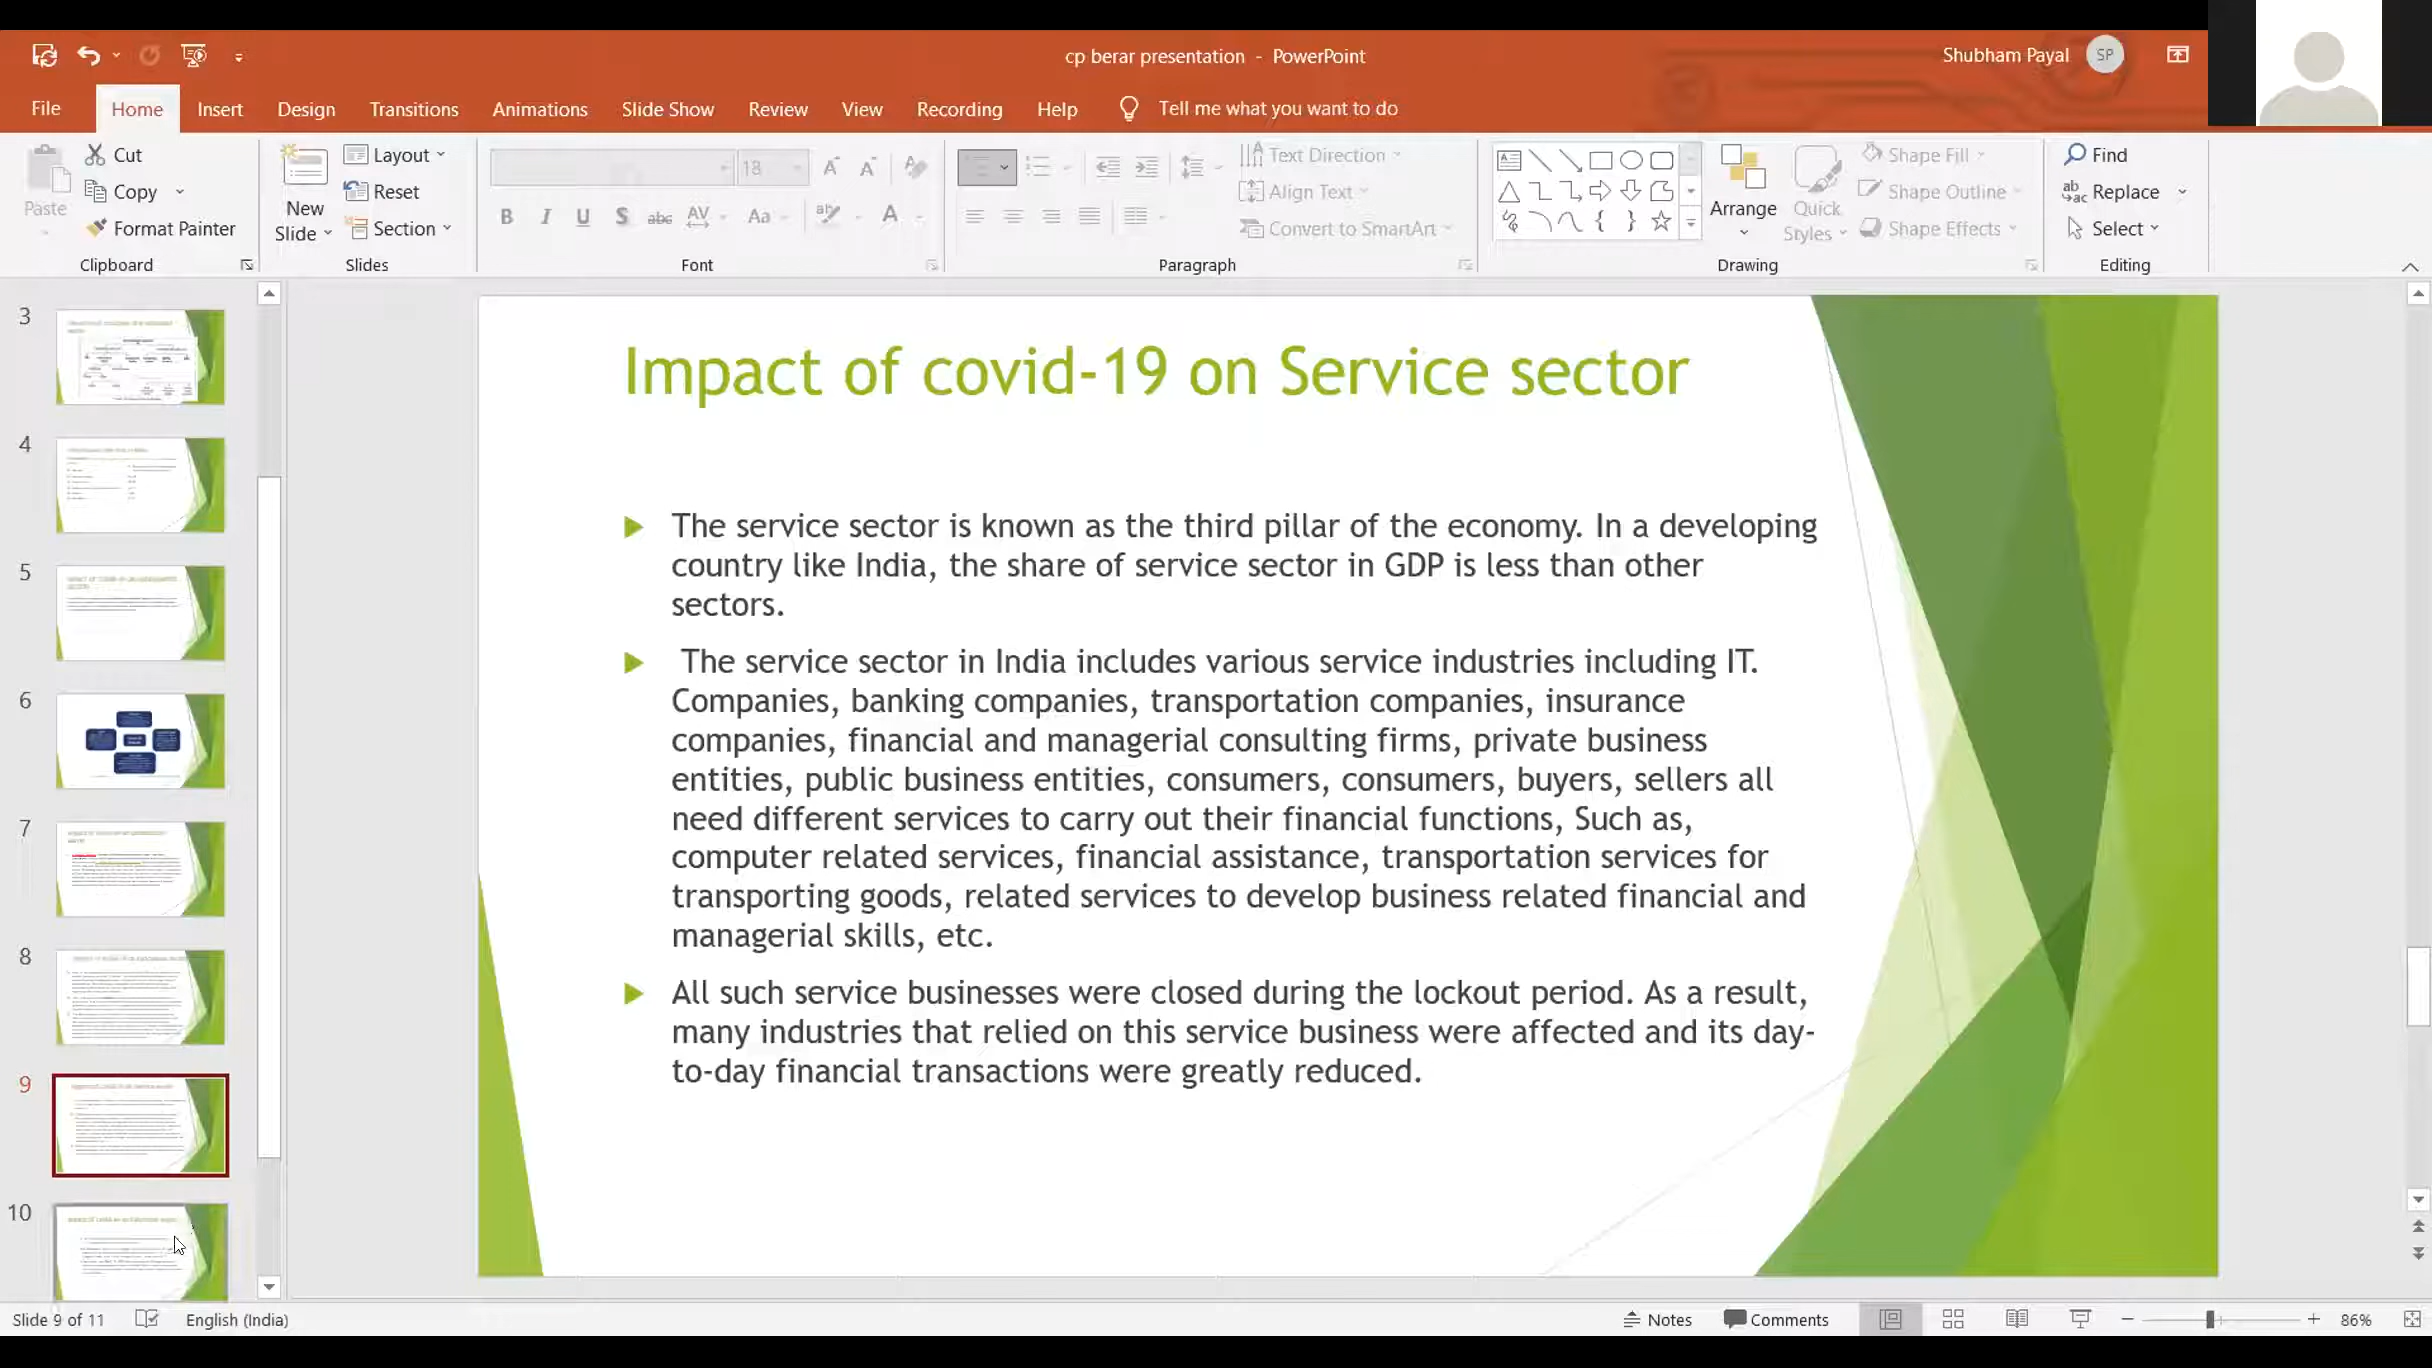 cp berar presentation - PowerPoint
Shubham Payal
SP
File
Home
Insert
Design
Transitions
Animations
Slide Show
Review
View
Recording
Help
Tell me what you want to do
Paste
Cut
Copy
Format Painter
Clipboard
New
Slide
Layout
Reset
Section
Slides
18
B I U S abc AV Aa A
Font
Text Direction
Align Text
Convert to SmartArt
Paragraph
Arrange
Quick
Styles
Shape Fill
Shape Outline
Shape Effects
Drawing
Find
Replace
Select
Editing
3
4
5
6
7
8
9
10
Impact of covid-19 on Service sector
The service sector is known as the third pillar of the economy. In a developing
country like India, the share of service sector in GDP is less than other
sectors.
The service sector in India includes various service industries including IT.
Companies, banking companies, transportation companies, insurance
companies, financial and managerial consulting firms, private business
entities, public business entities, consumers, consumers, buyers, sellers all
need different services to carry out their financial functions, Such as,
computer related services, financial assistance, transportation services for
transporting goods, related services to develop business related financial and
managerial skills, etc.
All such service businesses were closed during the lockout period. As a result,
many industries that relied on this service business were affected and its day-
to-day financial transactions were greatly reduced.
Slide 9 of 11
English (India)
Notes
Comments
86%